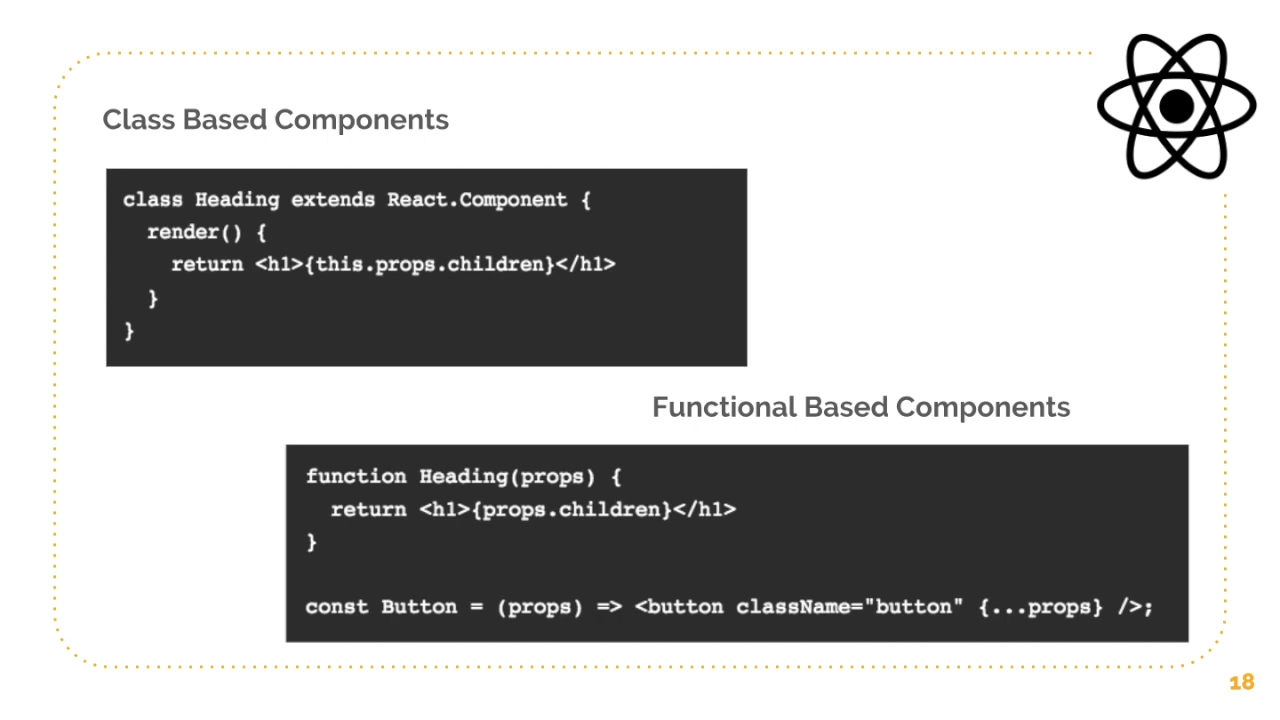 Class Based Components
class Heading extends React.Component {
  render() {
    return <h1>{this.props.children}</h1>
  }
}
Functional Based Components
function Heading(props) {
  return <h1>{props.children}</h1>
}
const Button = (props) => <button className="button" {...props} />;
18